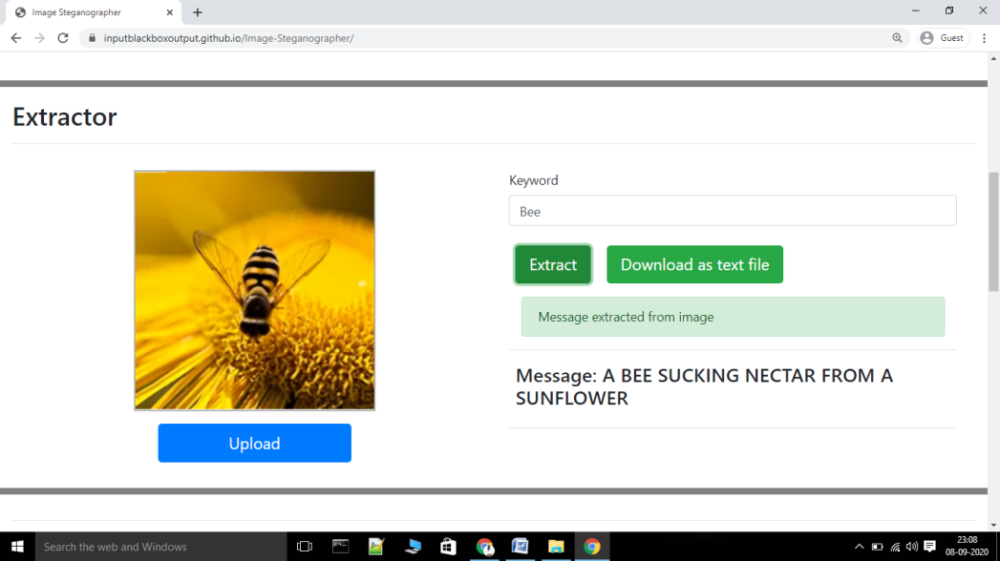 Image Steganographer
inputblackboxoutput.github.io/Image-Steganographer/
Guest
Extractor
Keyword
Bee
Extract
Download as text file
Message extracted from image
Message: A BEE SUCKING NECTAR FROM A
SUNFLOWER
Upload
Search the web and Windows
23:08
08-09-2020